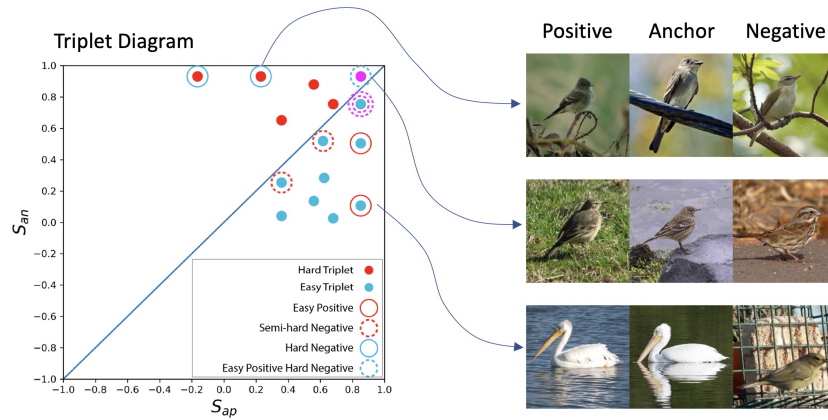 Triplet Diagram
Positive Anchor Negative
1.0
0.8
0.6
0.4
0.2
0.0
−0.2
−0.4
−0.6
−0.8
−1.0
San
Hard Triplet
Easy Triplet
Easy Positive
Semi-hard Negative
Hard Negative
Easy Positive Hard Negative
−1.0 −0.8 −0.6 −0.4 −0.2 0.0 0.2 0.4 0.6 0.8 1.0
Sap